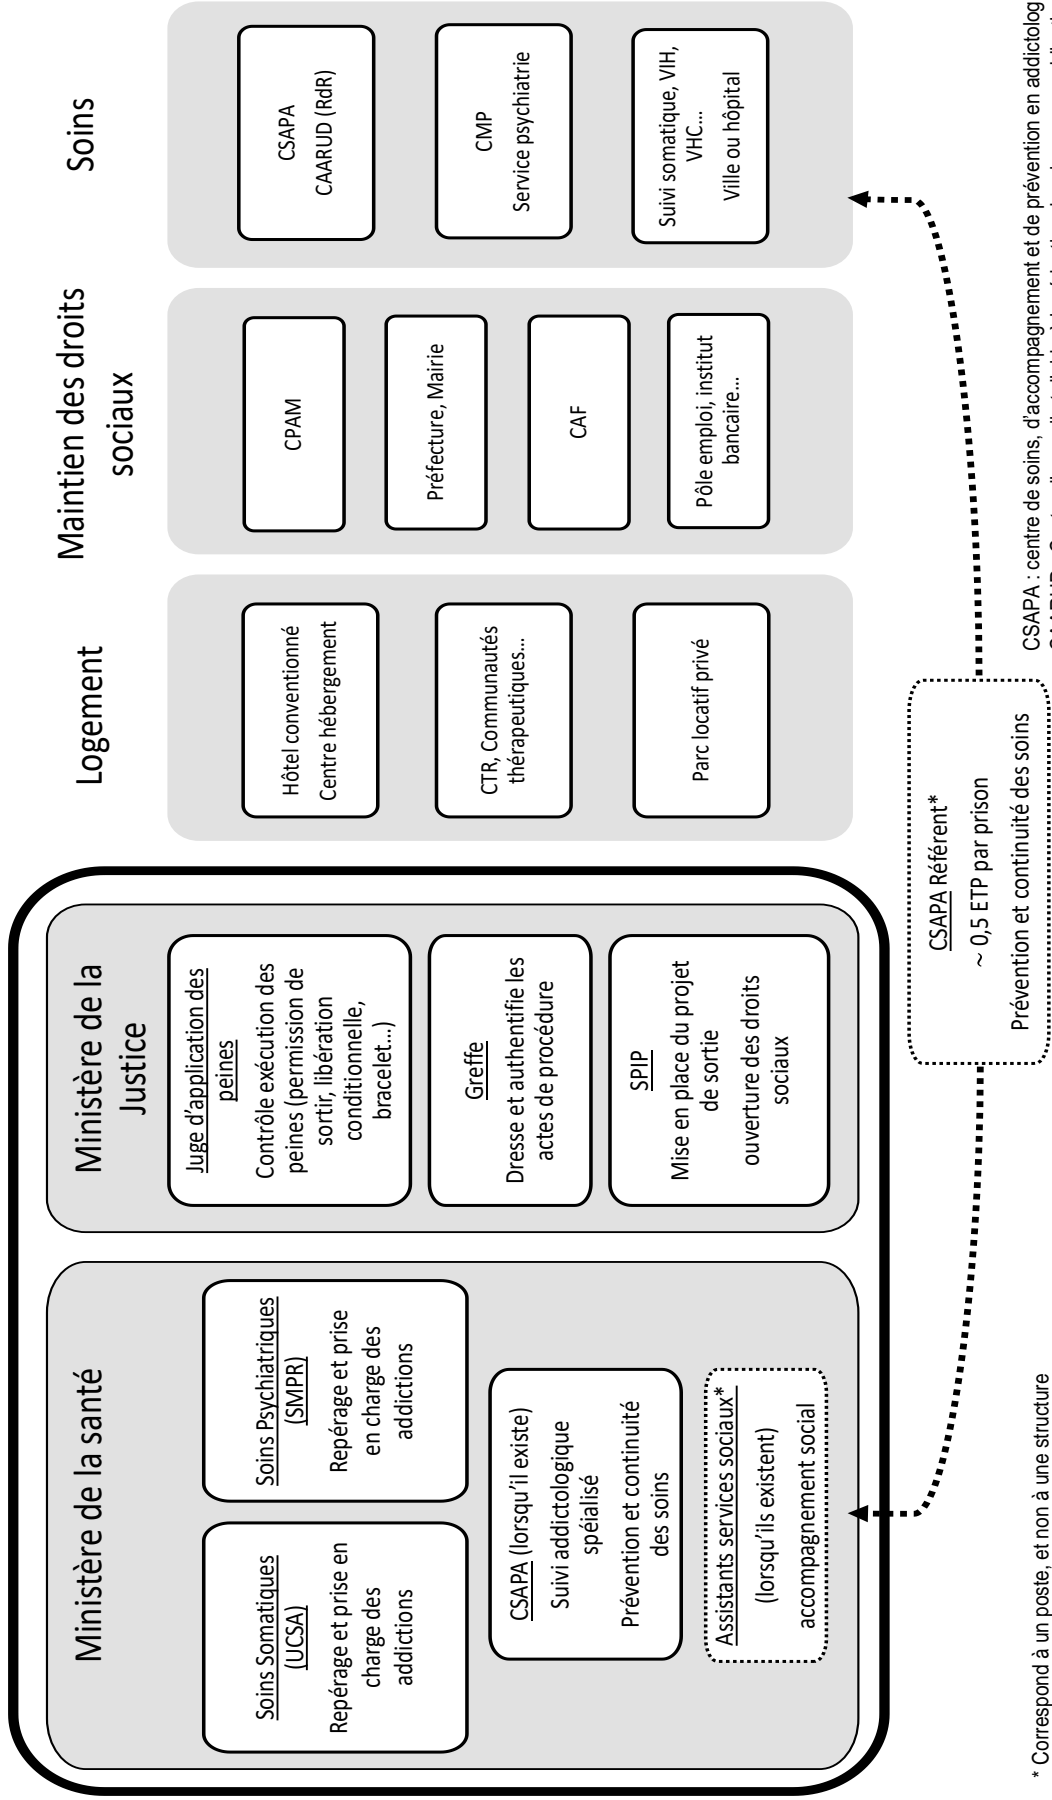 Ministère de la santé
Soins Somatiques
(UCSA)
Repérage et prise en
charge des
addictions
Soins Psychiatriques
(SMPR)
Repérage et prise
en charge des
addictions
CSAPA (lorsqu'il existe)
Suivi addictologique
spéialisé
Prévention et continuité
des soins
Assistants services sociaux*
(lorsqu'ils existent)
accompagnement social
Ministère de la
Justice
Juge d'application des
peines
Contrôle exécution des
peines (permission de
sortir, libération
conditionnelle,
bracelet...)
Greffe
Dresse et authentifie les
actes de procédure
SPIP
Mise en place du projet
de sortie
ouverture des droits
sociaux
Logement
Hôtel conventionné
Centre hébergement
CTR, Communautés
thérapeutiques...
Parc locatif privé
Maintien des droits
sociaux
CPAM
Préfecture, Mairie
CAF
Pôle emploi, institut
bancaire...
Soins
CSAPA
CAARUD (RdR)
CMP
Service psychiatrie
Suivi somatique, VIH,
VHC...
Ville ou hôpital
CSAPA Référent*
~ 0,5 ETP par prison
Prévention et continuité des soins
* Correspond à un poste, et non à une structure
CSAPA : centre de soins, d'accompagnement et de prévention en addictolog